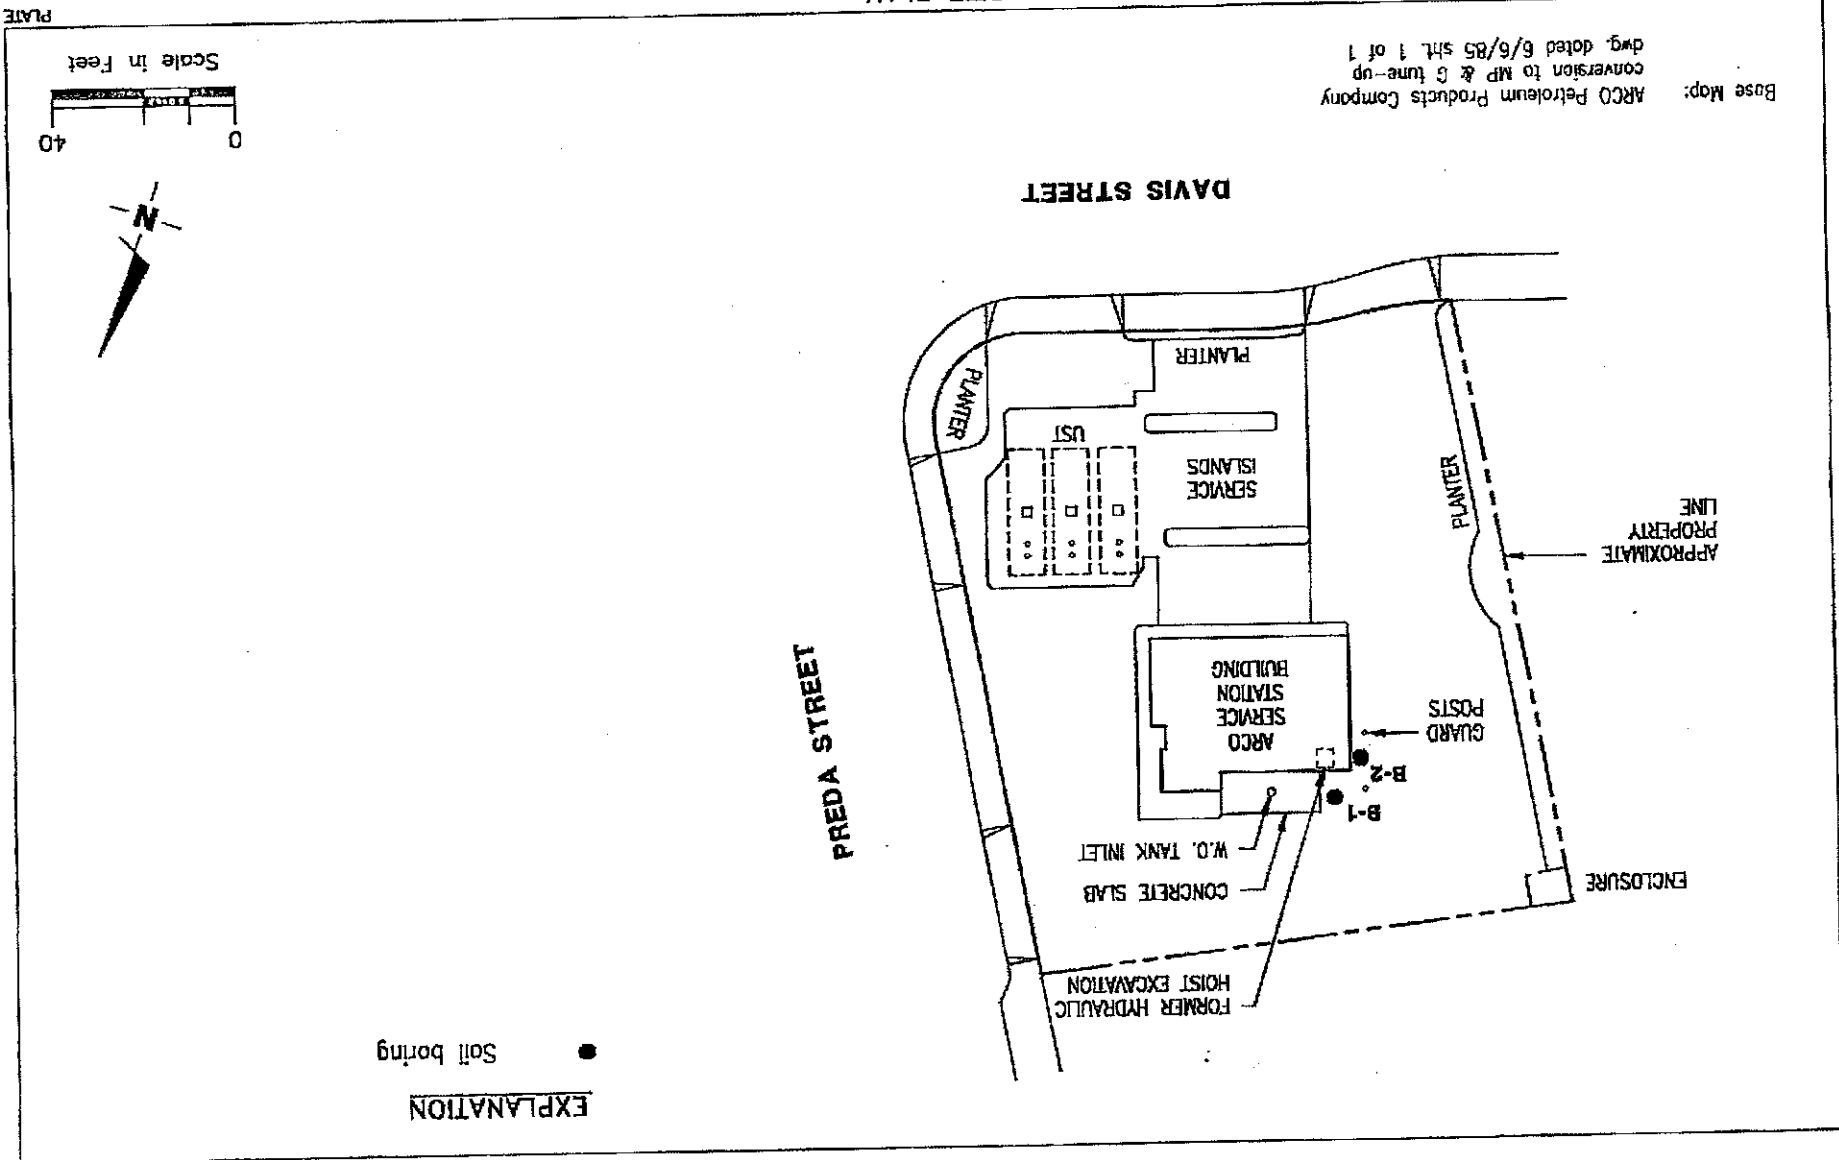 EXPLANATION
Soil boring
FORMER HYDRAULIC
HOIST EXCAVATION
ENCLOSURE
CONCRETE SLAB
W.O. TANK INLET
B-1
B-2
GUARD
POSTS
ARCO
SERVICE
STATION
BUILDING
PREDA STREET
APPROXIMATE
PROPERTY
LINE
PLANTER
SERVICE
ISLANDS
UST
PLANTER
PLANTER
DAVIS STREET
N
0
40
Scale in Feet
Base Map:
ARCO Petroleum Products Company
conversion to MP & G tune-up
dwg. dated 6/6/85 sht. 1 of 1
PLATE